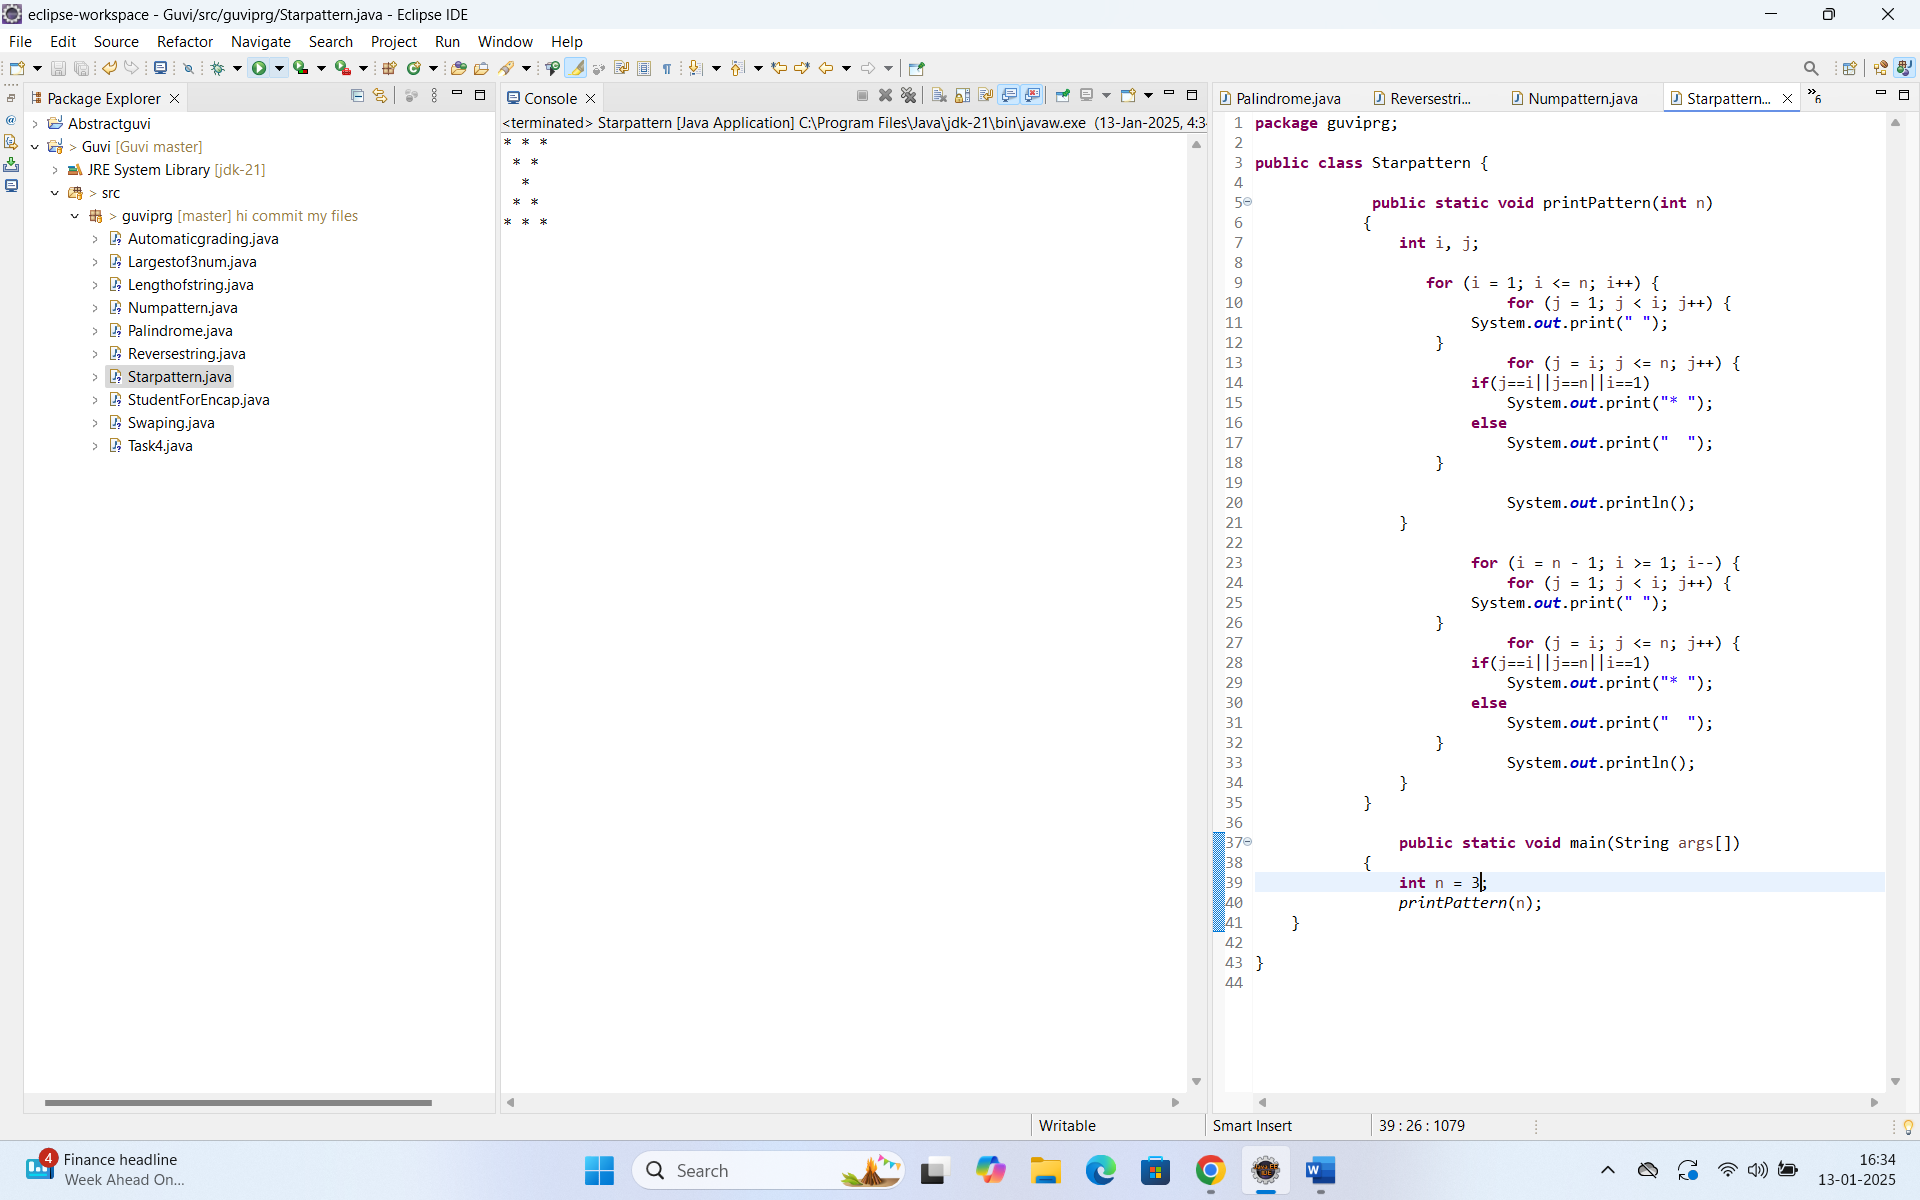 eclipse-workspace - Guvi/src/guviprg/Starpattern.java - Eclipse IDE
File Edit Source Refactor Navigate Search Project Run Window Help
Package Explorer
Abstractguvi
> Guvi [Guvi master]
JRE System Library [jdk-21]
> src
> guviprg [master] hi commit my files
Automaticgrading.java
Largestof3num.java
Lengthofstring.java
Numpattern.java
Palindrome.java
Reversestring.java
Starpattern.java
StudentForEncap.java
Swaping.java
Task4.java
Console
<terminated> Starpattern [Java Application] C:\Program Files\Java\jdk-21\bin\javaw.exe (13-Jan-2025, 4:3
* * *
 * *
  *
 * *
* * *
Palindrome.java Reversestri... Numpattern.java Starpattern... »6
1 package guviprg;
2
3 public class Starpattern {
4
5 public static void printPattern(int n)
6 {
7 int i, j;
8
9 for (i = 1; i <= n; i++) {
10 for (j = 1; j < i; j++) {
11 System.out.print(" ");
12 }
13 for (j = i; j <= n; j++) {
14 if(j==i||j==n||i==1)
15 System.out.print("* ");
16 else
17 System.out.print("  ");
18 }
19
20 System.out.println();
21 }
22
23 for (i = n - 1; i >= 1; i--) {
24 for (j = 1; j < i; j++) {
25 System.out.print(" ");
26 }
27 for (j = i; j <= n; j++) {
28 if(j==i||j==n||i==1)
29 System.out.print("* ");
30 else
31 System.out.print("  ");
32 }
33 System.out.println();
34 }
35 }
36
37 public static void main(String args[])
38 {
39 int n = 3;
40 printPattern(n);
41 }
42
43 }
44
Writable Smart Insert 39 : 26 : 1079
4
Finance headline
Week Ahead On...
Search
16:34
13-01-2025